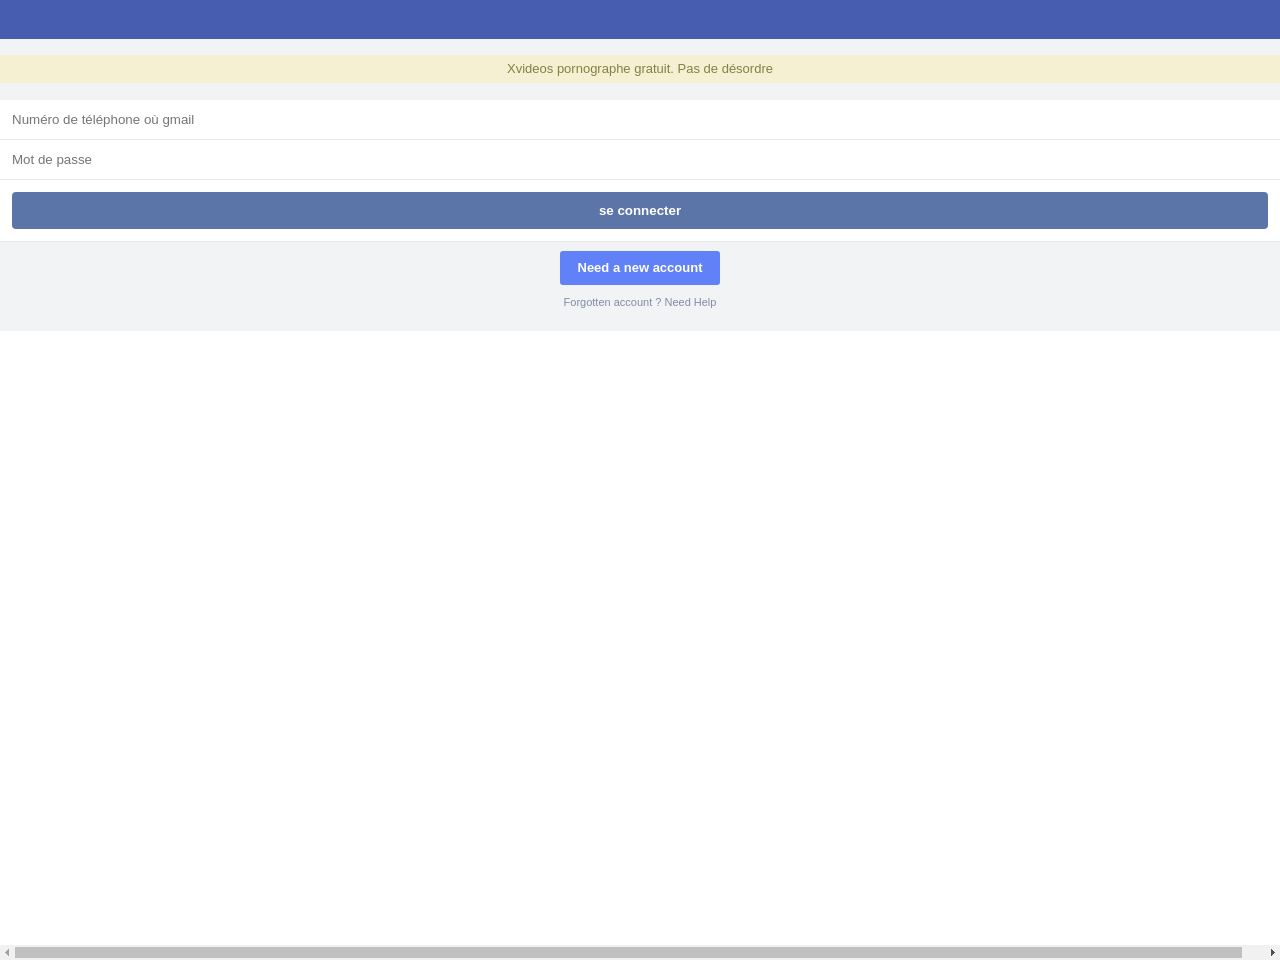 Xvideos pornographe gratuit. Pas de désordre
Numéro de téléphone où gmail
Mot de passe
se connecter
Need a new account
Forgotten account ? Need Help